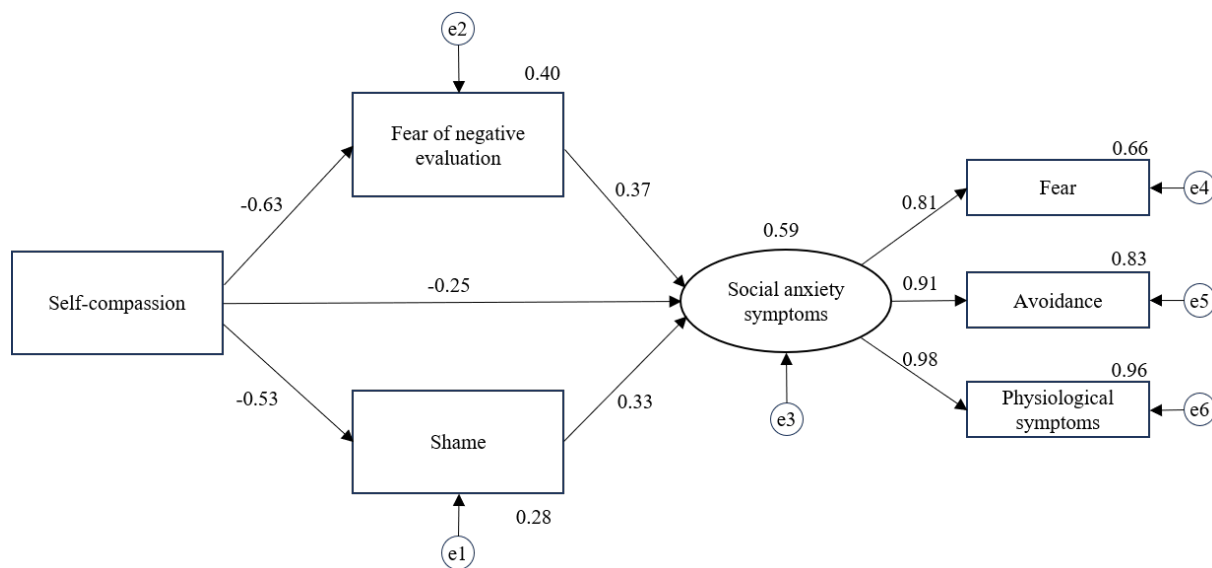 e2
0.40
Fear of negative
evaluation
0.66
Fear
e4
-0.63
0.37
0.81
0.59
0.83
Self-compassion
-0.25
Social anxiety
symptoms
0.91
Avoidance
e5
-0.53
0.33
0.98
0.96
Physiological
symptoms
e6
Shame
e3
0.28
e1